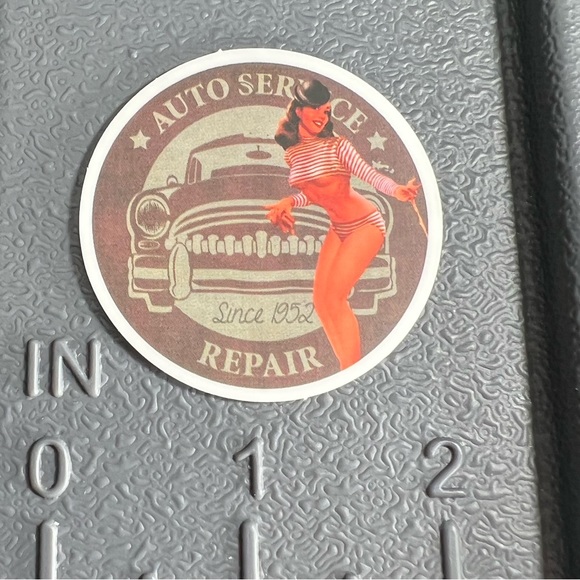 AUTO SERVICE
Since 1952
REPAIR
IN
0 1 2